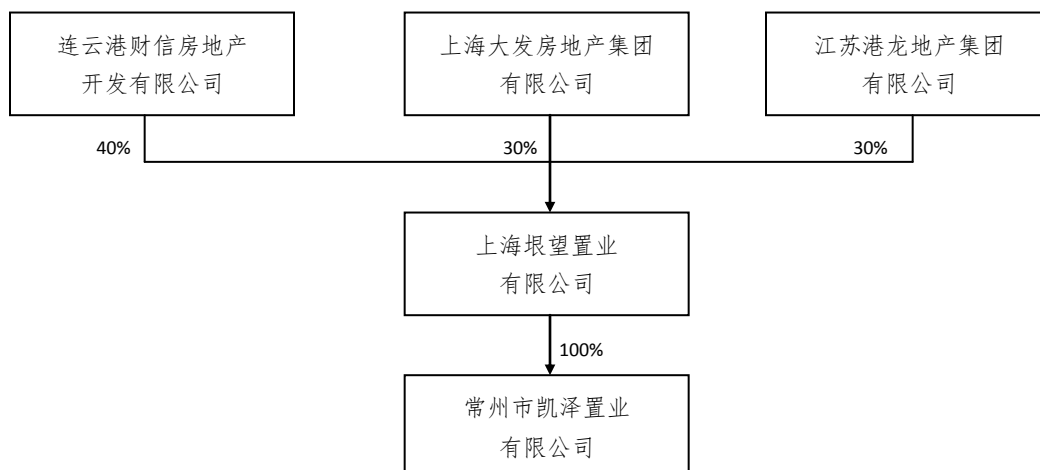 连云港财信房地产
开发有限公司
上海大发房地产集团
有限公司
江苏港龙地产集团
有限公司
40%
30%
30%
上海垠望置业
有限公司
100%
常州市凯泽置业
有限公司